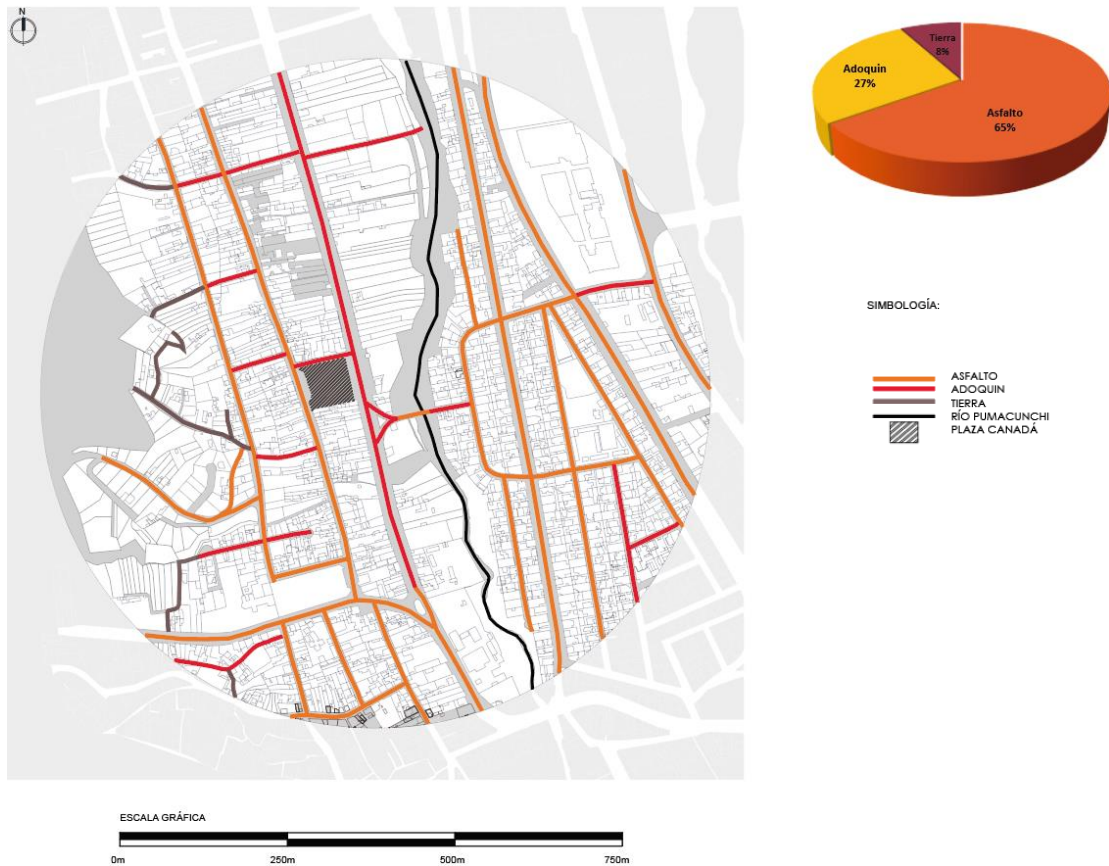 N
Tierra
8%
Adoquin
27%
Asfalto
65%
SIMBOLOGÍA:
ASFALTO
ADOQUIN
TIERRA
RÍO PUMACUNCHI
PLAZA CANADÁ
ESCALA GRÁFICA
0m 250m 500m 750m